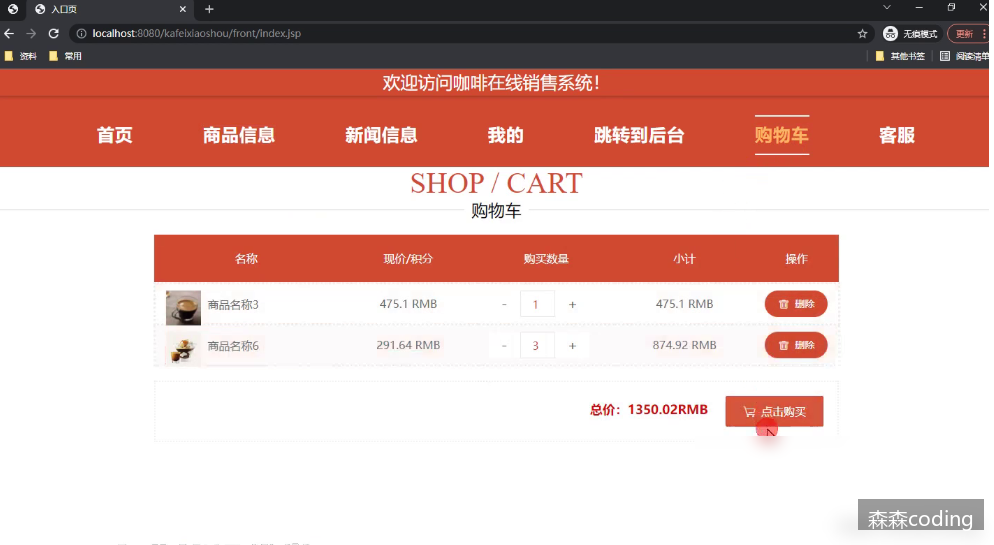 入口页
localhost:8080/kafeixiaoshou/front/index.jsp
无痕模式
更新
资料
常用
其他书签
阅读清单
欢迎访问咖啡在线销售系统！
首页 商品信息 新闻信息 我的 跳转到后台 购物车 客服
SHOP / CART
购物车
名称 现价/积分 购买数量 小计 操作
商品名称3 475.1 RMB - 1 + 475.1 RMB 删除
商品名称6 291.64 RMB - 3 + 874.92 RMB 删除
总价：1350.02RMB 点击购买
森森coding